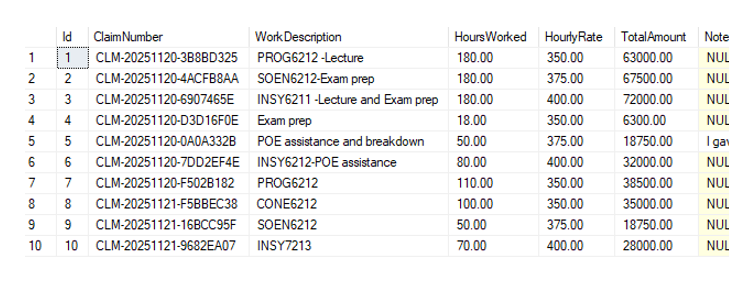 Id ClaimNumber WorkDescription HoursWorked HourlyRate TotalAmount Note
1 1 CLM-20251120-3B8BD325 PROG6212 -Lecture 180.00 350.00 63000.00 NUL
2 2 CLM-20251120-4ACFB8AA SOEN6212-Exam prep 180.00 375.00 67500.00 NUL
3 3 CLM-20251120-6907465E INSY6211 -Lecture and Exam prep 180.00 400.00 72000.00 NUL
4 4 CLM-20251120-D3D16F0E Exam prep 18.00 350.00 6300.00 NUL
5 5 CLM-20251120-0A0A332B POE assistance and breakdown 50.00 375.00 18750.00 I gav
6 6 CLM-20251120-7DD2EF4E INSY6212-POE assistance 80.00 400.00 32000.00 NUL
7 7 CLM-20251120-F502B182 PROG6212 110.00 350.00 38500.00 NUL
8 8 CLM-20251121-F5BBEC38 CONE6212 100.00 350.00 35000.00 NUL
9 9 CLM-20251121-16BCC95F SOEN6212 50.00 375.00 18750.00 NUL
10 10 CLM-20251121-9682EA07 INSY7213 70.00 400.00 28000.00 NUL